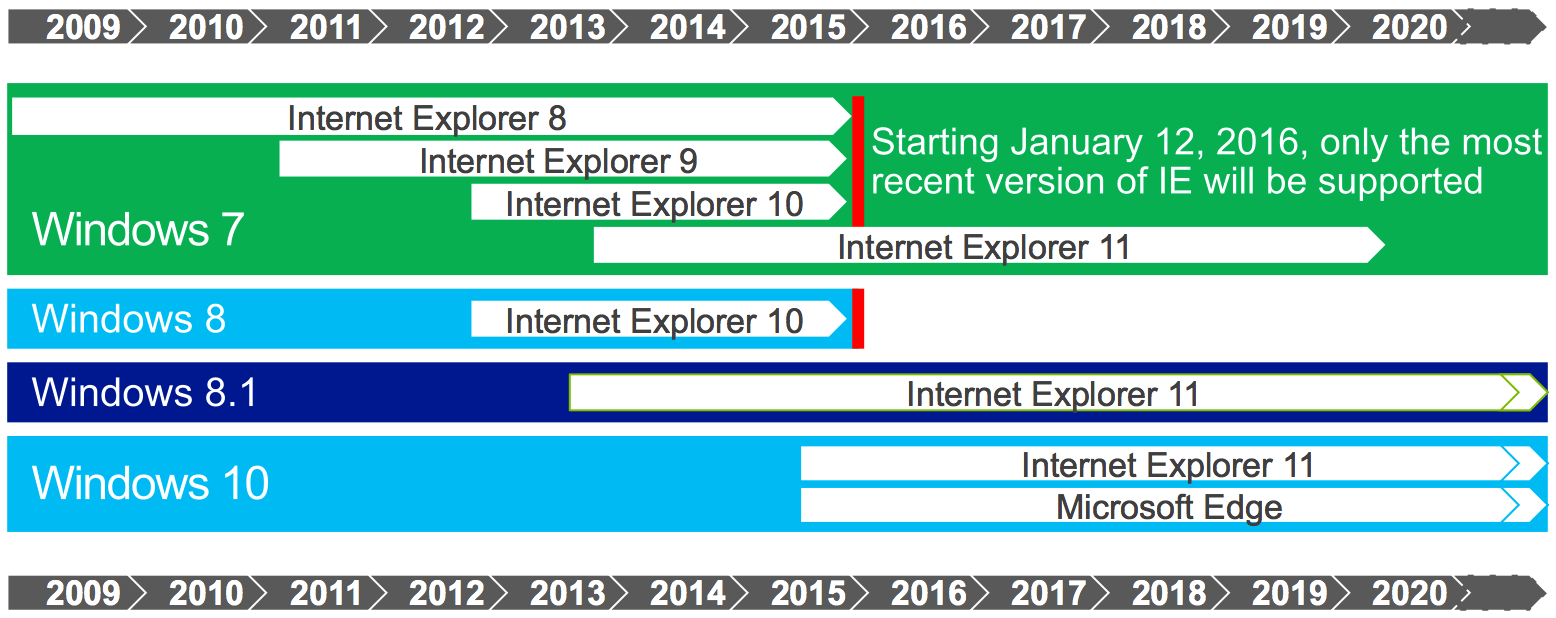 2009 2010 2011 2012 2013 2014 2015 2016 2017 2018 2019 2020
Internet Explorer 8
Internet Explorer 9
Internet Explorer 10
Internet Explorer 11
Windows 7
Starting January 12, 2016, only the most
recent version of IE will be supported
Windows 8
Internet Explorer 10
Windows 8.1
Internet Explorer 11
Windows 10
Internet Explorer 11
Microsoft Edge
2009 2010 2011 2012 2013 2014 2015 2016 2017 2018 2019 2020